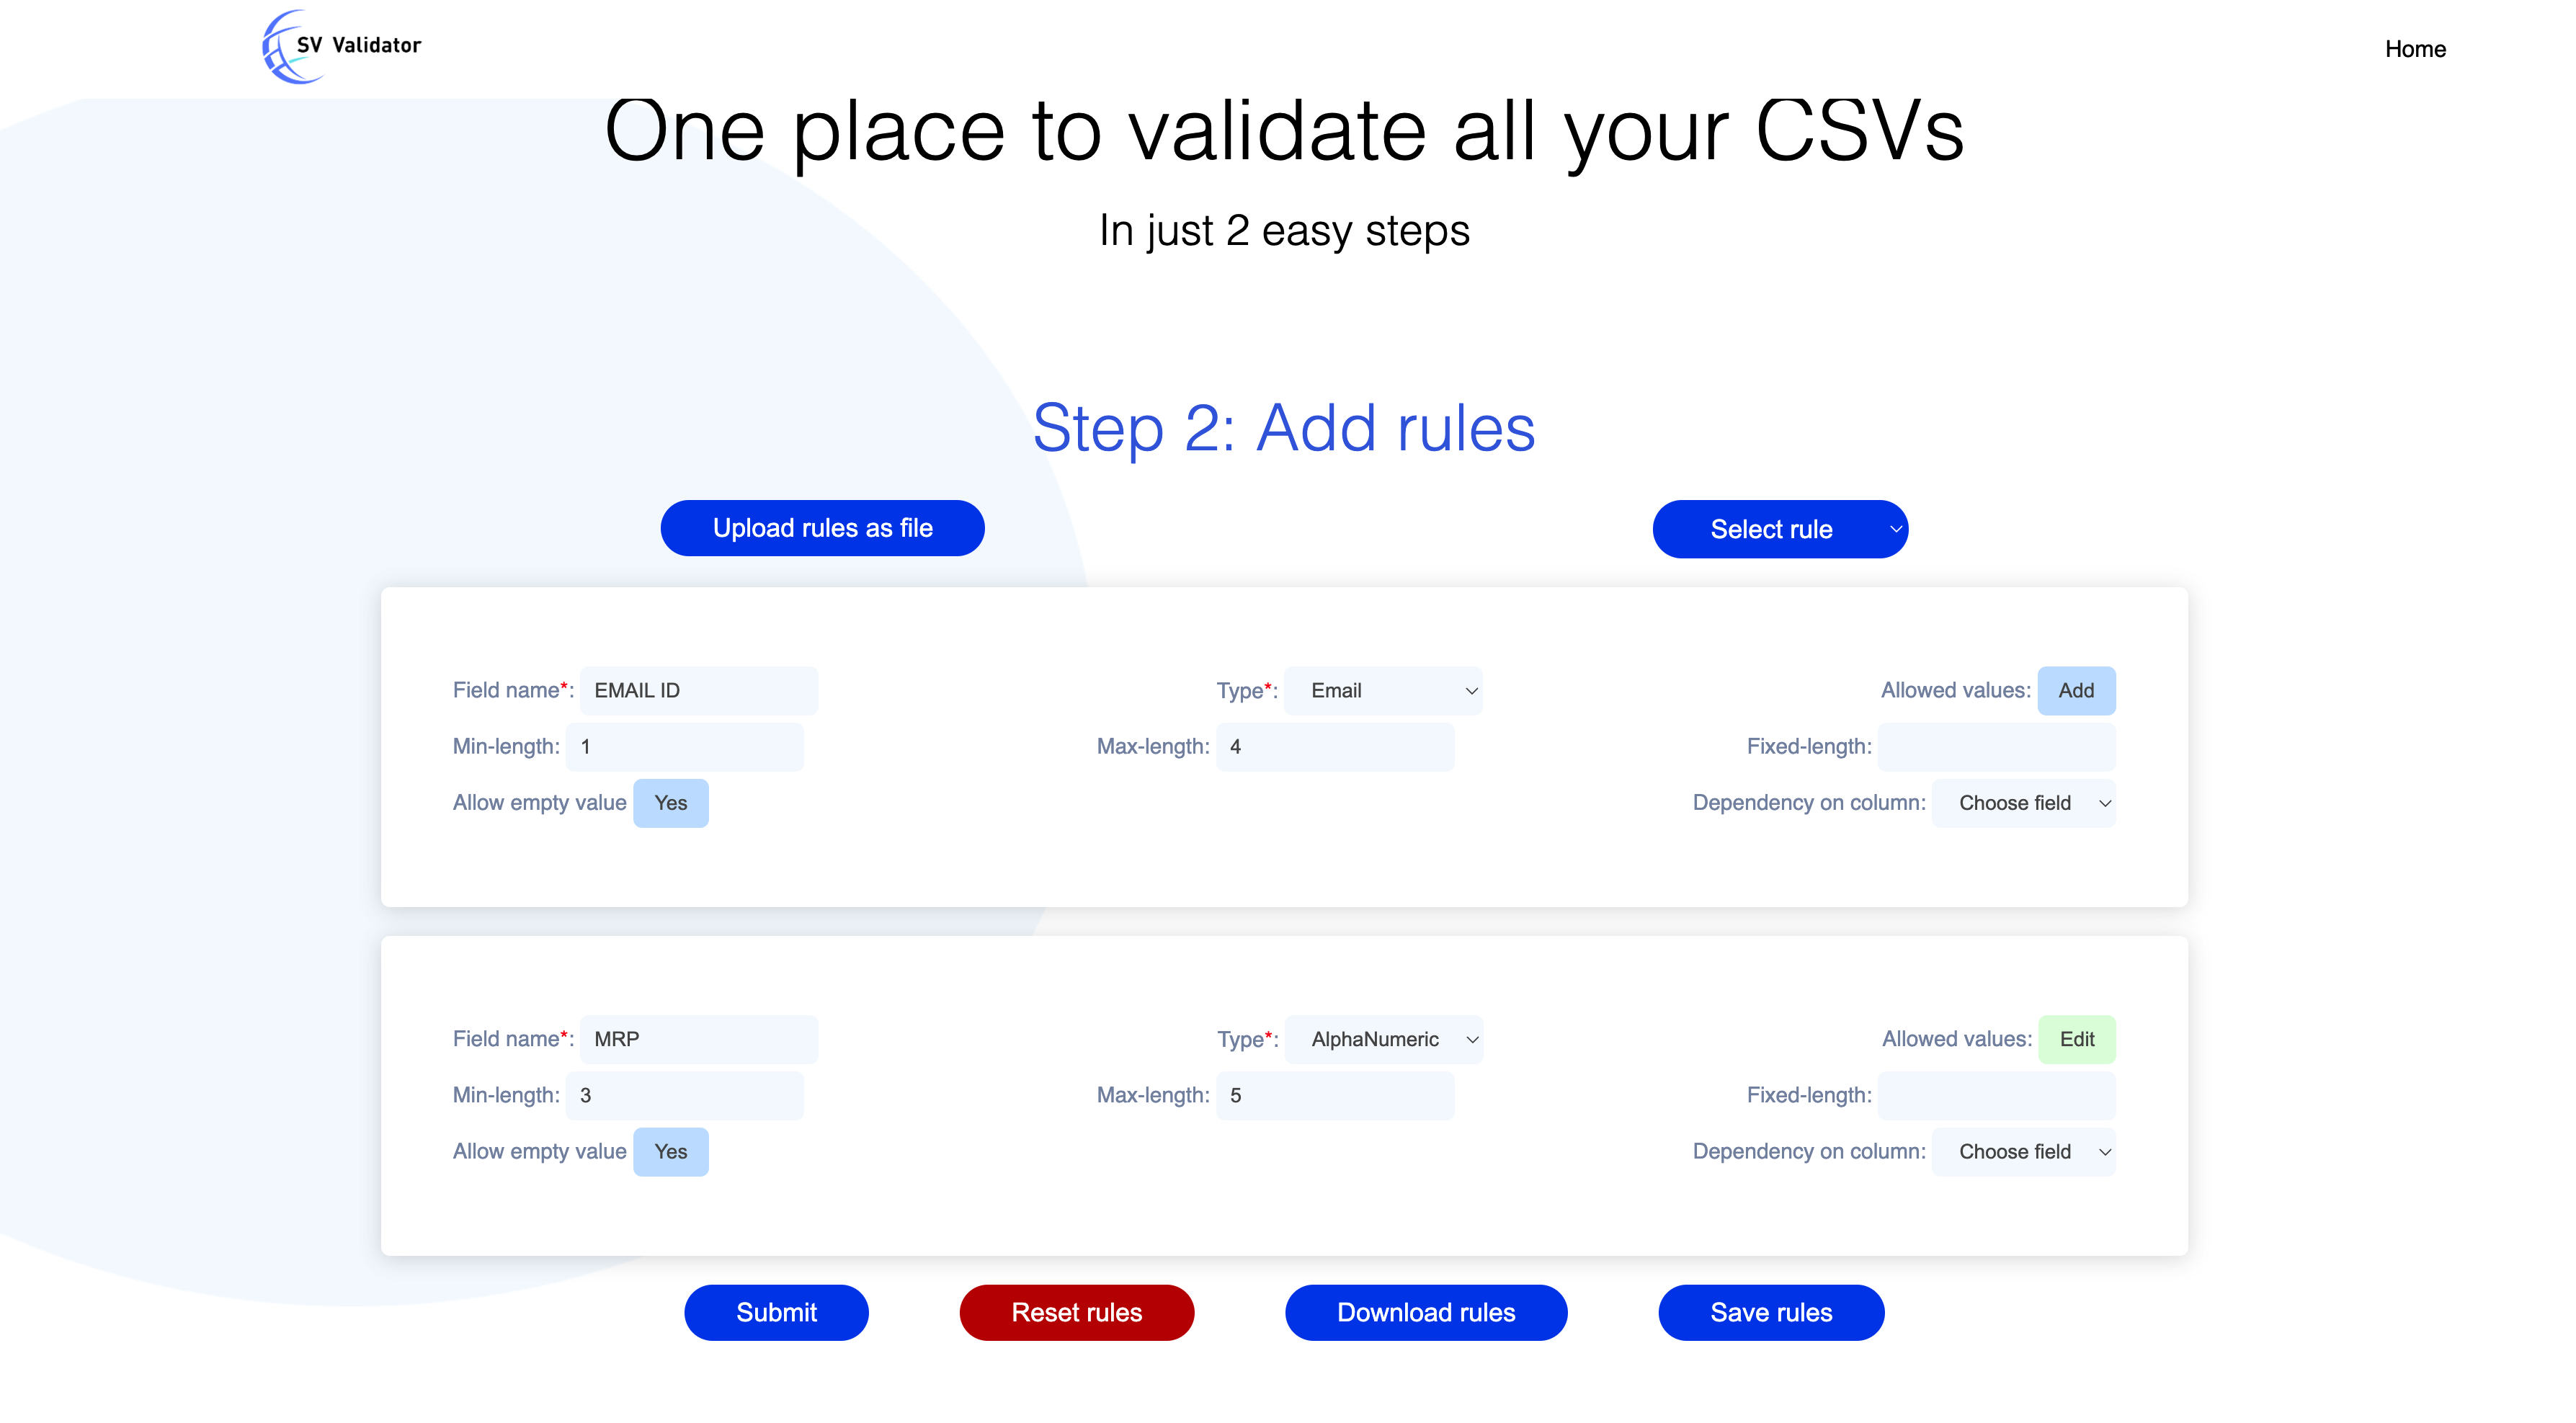 SV Validator
Home
One place to validate all your CSVs
In just 2 easy steps
Step 2: Add rules
Upload rules as file
Select rule
Field name*: EMAIL ID
Type*: Email
Allowed values: Add
Min-length: 1
Max-length: 4
Fixed-length:
Allow empty value Yes
Dependency on column: Choose field
Field name*: MRP
Type*: AlphaNumeric
Allowed values: Edit
Min-length: 3
Max-length: 5
Fixed-length:
Allow empty value Yes
Dependency on column: Choose field
Submit
Reset rules
Download rules
Save rules